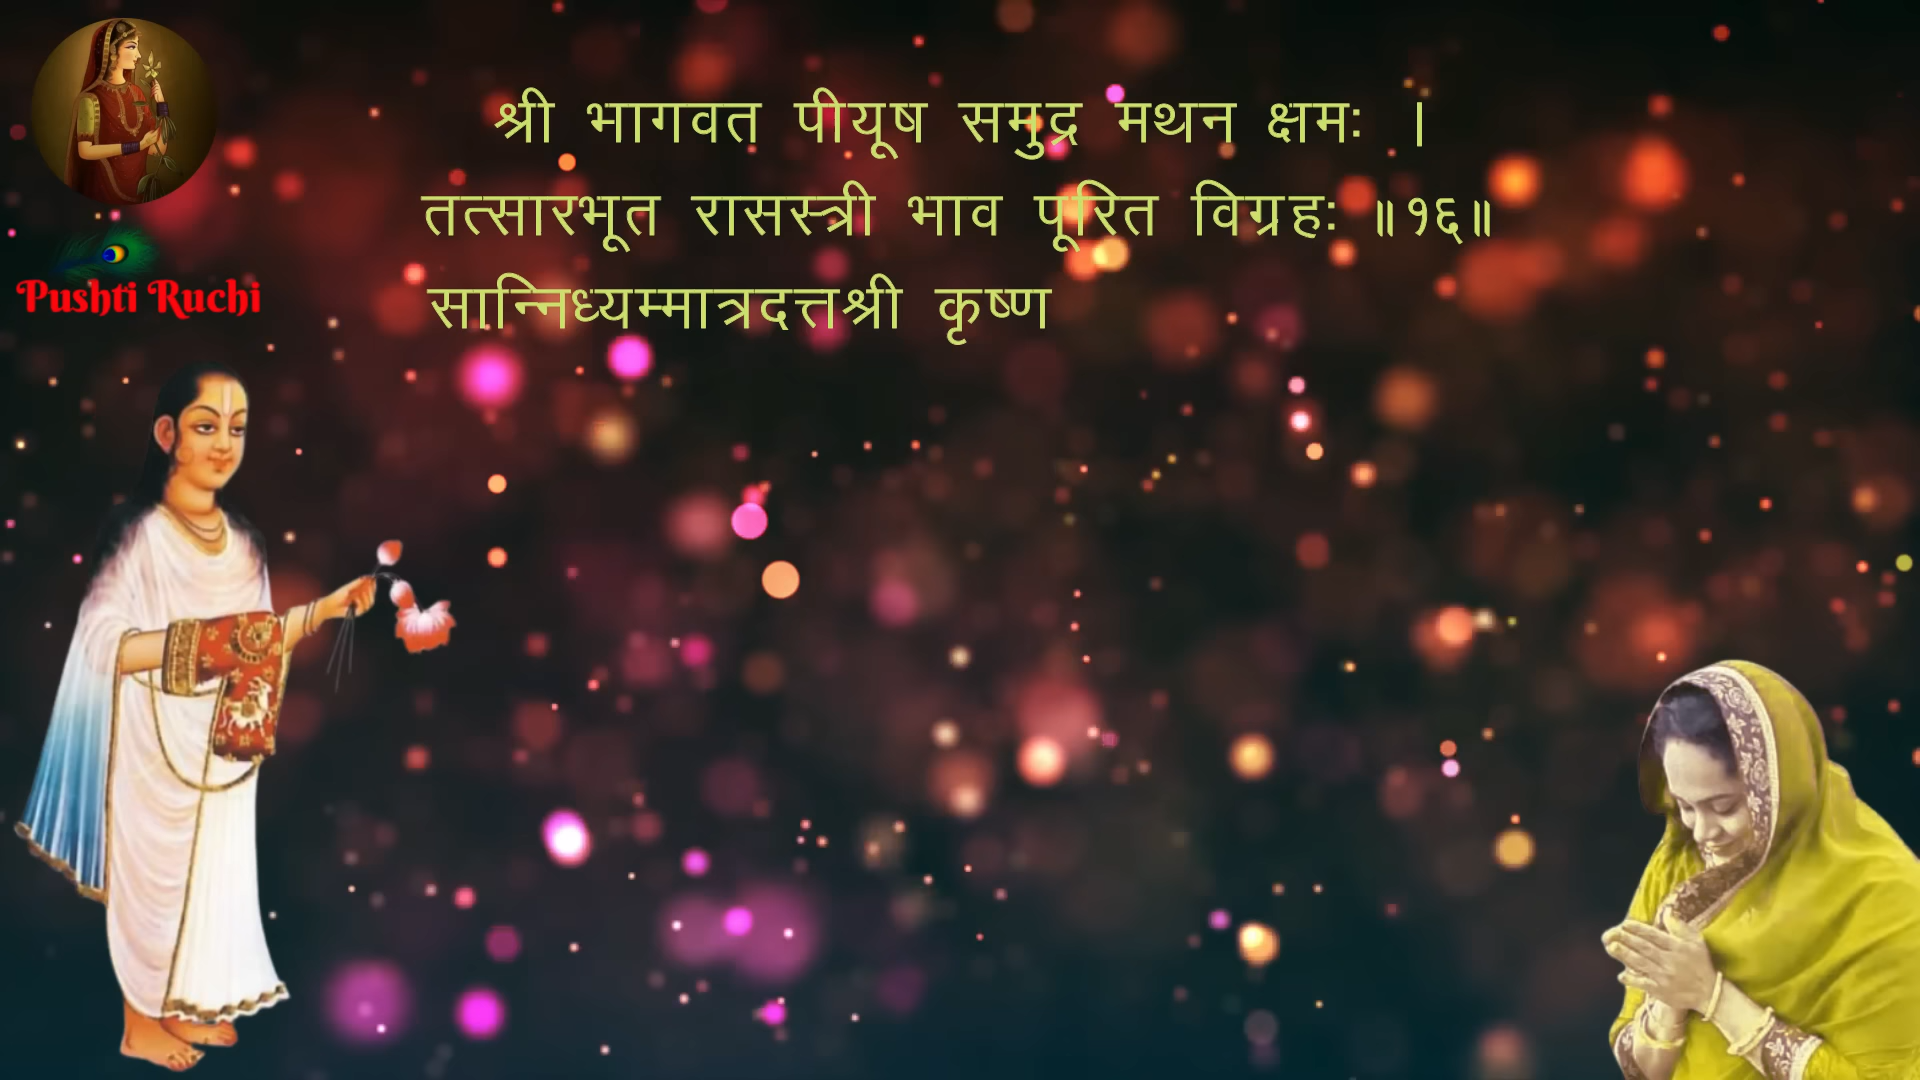 श्री भागवत पीयूष समुद्र मथन क्षमः ।
तत्सारभूत रासस्त्री भाव पूरित विग्रहः ॥१६॥
सान्निध्यम्मात्रदत्तश्री कृष्ण
Pushti Ruchi